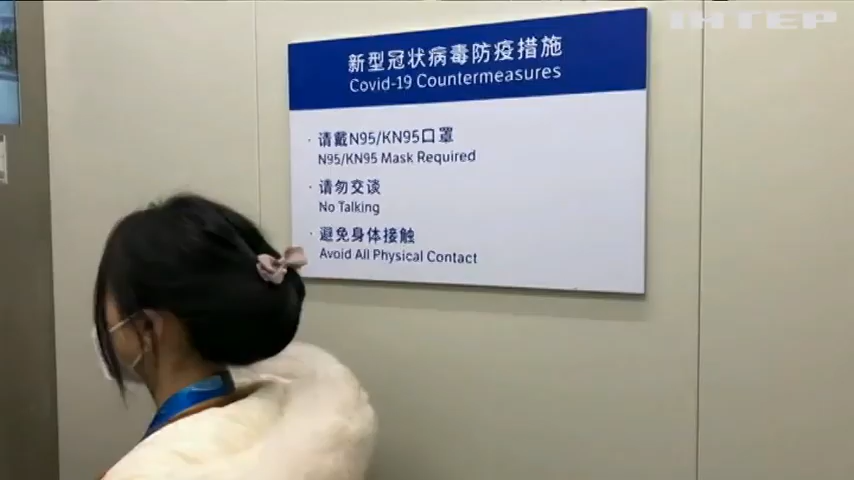 ІНТЕР
新型冠状病毒防疫措施
Covid-19 Countermeasures
· 请戴N95/KN95口罩
N95/KN95 Mask Required
· 请勿交谈
No Talking
· 避免身体接触
Avoid All Physical Contact